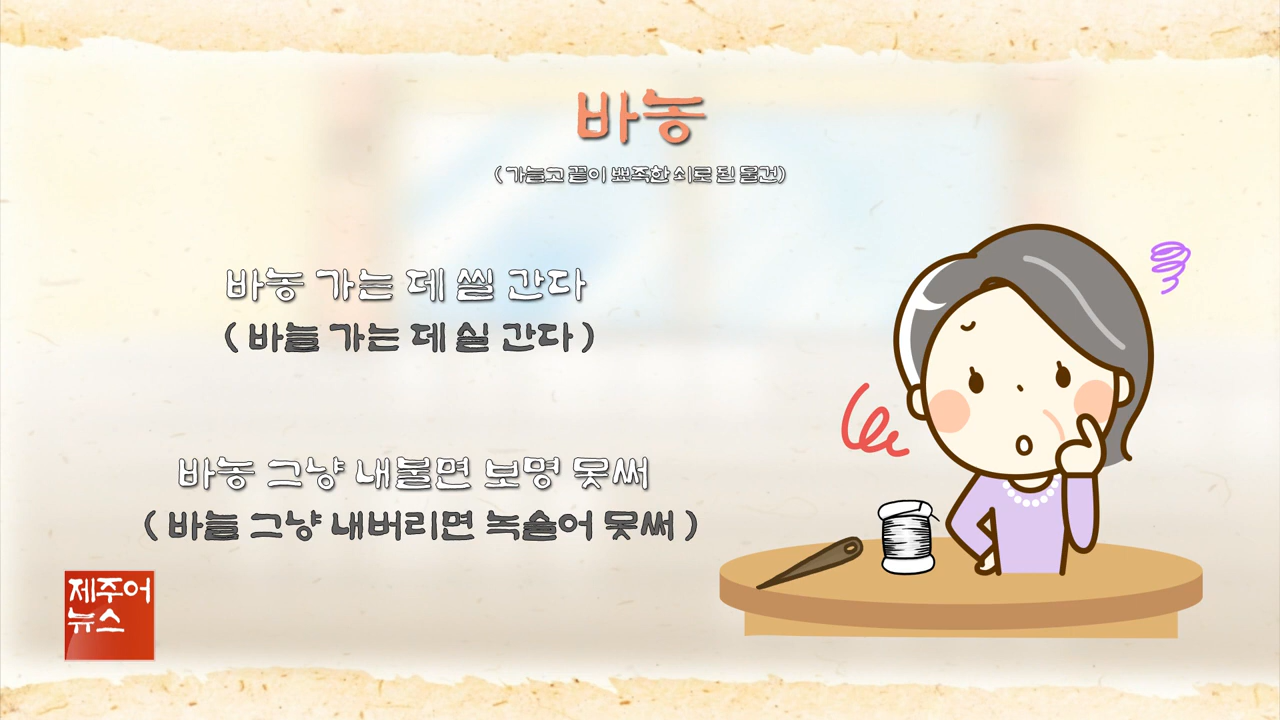 바농
( 가늘고 끝이 뾰족한 쇠로 된 물건)
바농 가는 데 씰 간다
( 바늘 가는 데 실 간다 )
바농 그냥 내불면 보명 못써
( 바늘 그냥 내버리면 녹슬어 못써 )
제주어
뉴스